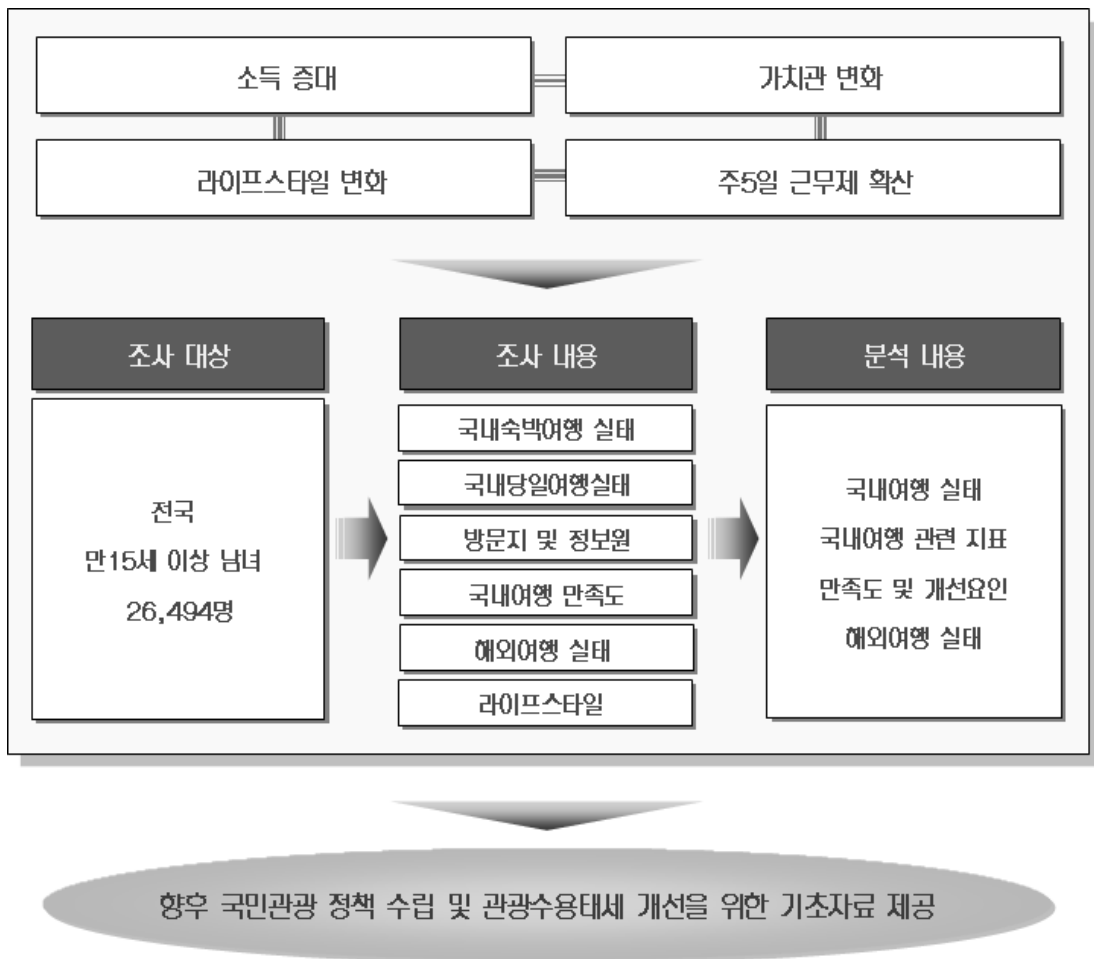 소득 증대
가치관 변화
라이프스타일 변화
주5일 근무제 확산
조사 대상
조사 내용
분석 내용
전국
만15세 이상 남녀
26,494명
국내숙박여행 실태
국내당일여행실태
방문지 및 정보원
국내여행 만족도
해외여행 실태
라이프스타일
국내여행 실태
국내여행 관련 지표
만족도 및 개선요인
해외여행 실태
향후 국민관광 정책 수립 및 관광수용태세 개선을 위한 기초자료 제공